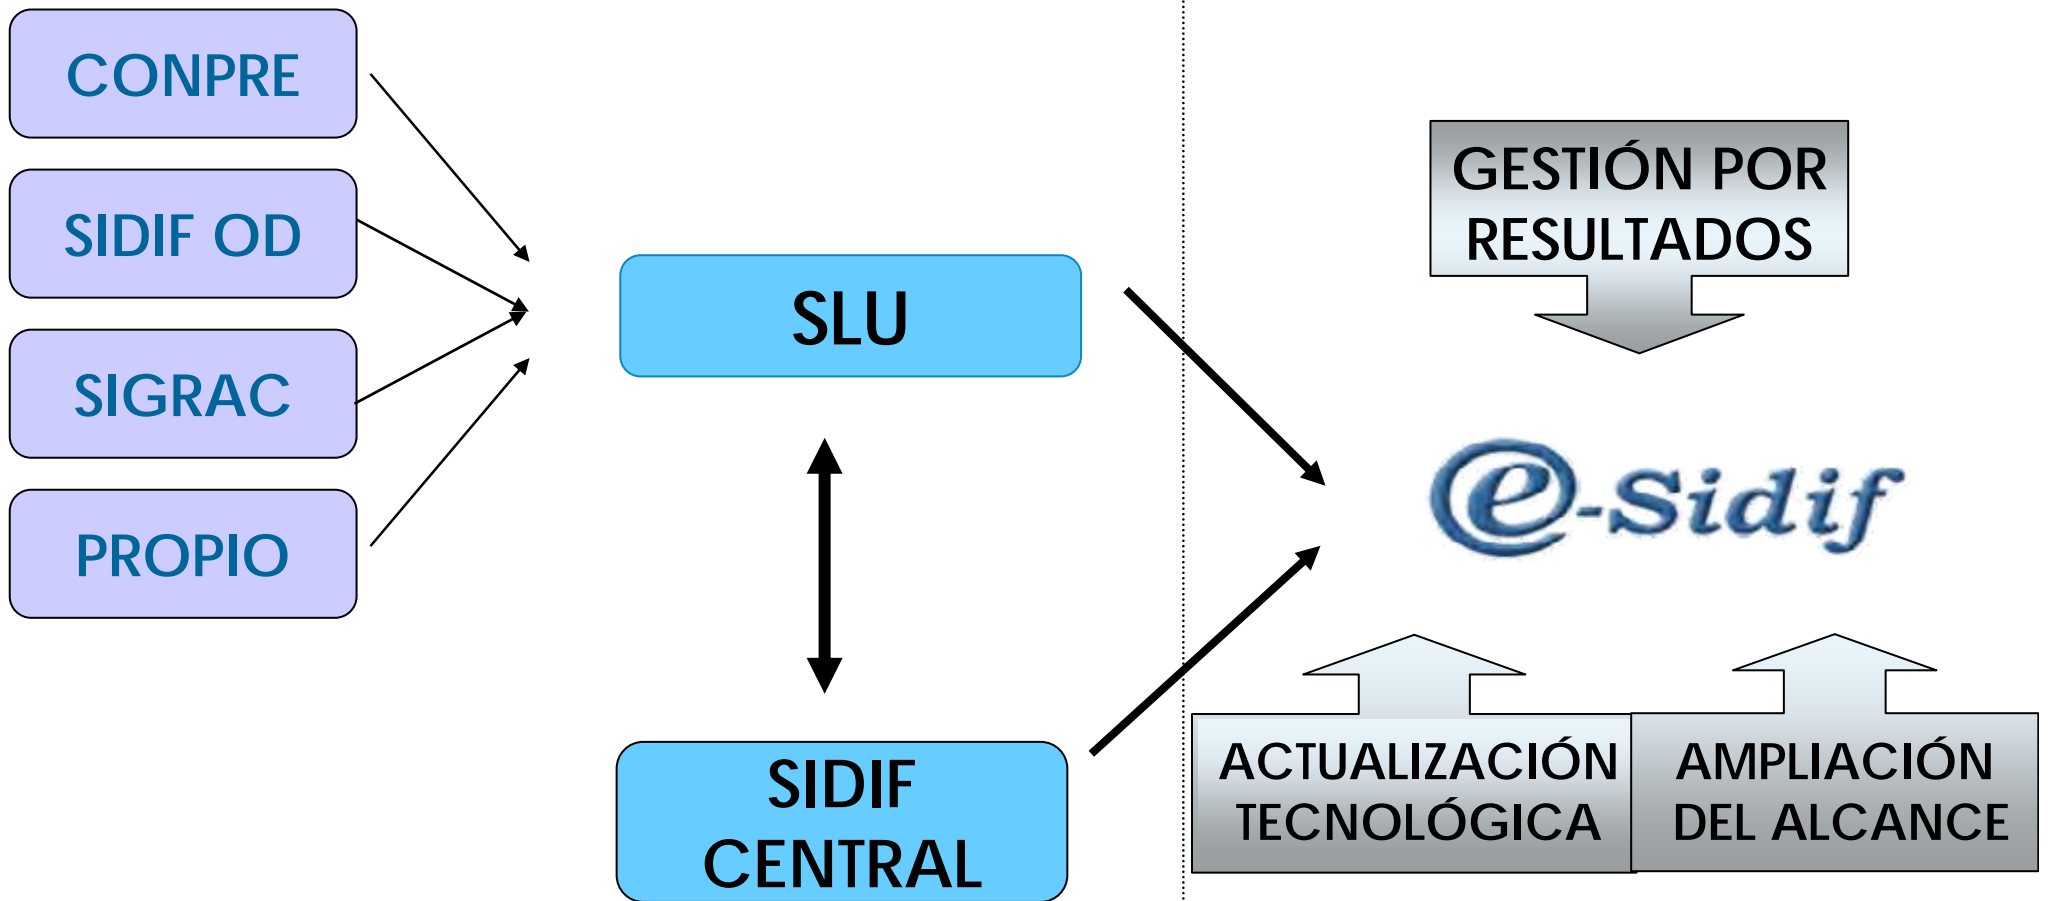 CONPRE
SIDIF OD
SIGRAC
PROPIO
SLU
SIDIF
CENTRAL
GESTIÓN POR
RESULTADOS
e-Sidif
ACTUALIZACIÓN
TECNOLÓGICA
AMPLIACIÓN
DEL ALCANCE